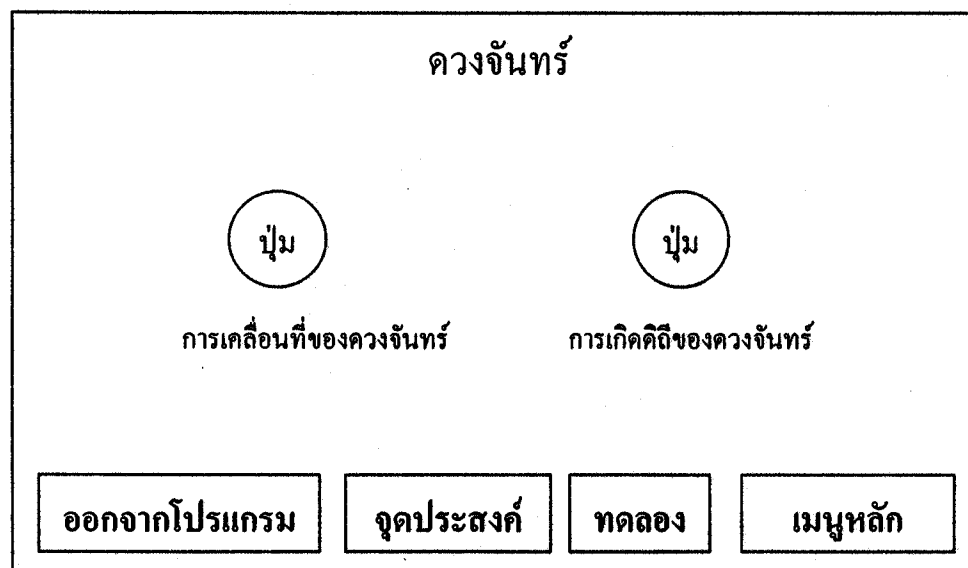 ดวงจันทร์
ปุ่ม ปุ่ม
การเคลื่อนที่ของดวงจันทร์ การเกิดดิถีของดวงจันทร์
ออกจากโปรแกรม จุดประสงค์ ทดลอง เมนูหลัก